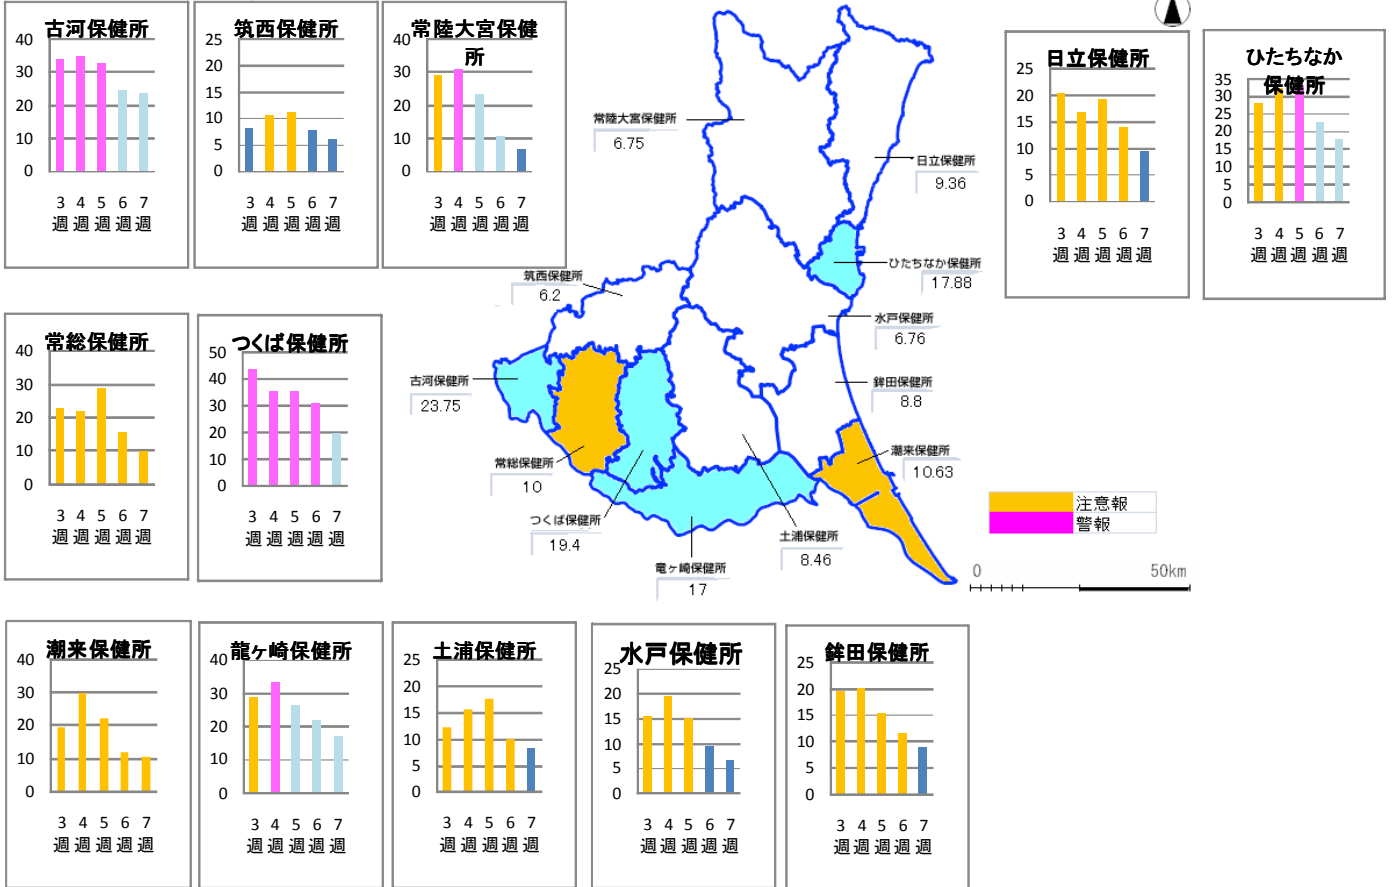 古河保健所
40
30
20
10
0
3 4 5 6 7
週 週 週 週 週
筑西保健所
25
20
15
10
5
0
3 4 5 6 7
週 週 週 週 週
常陸大宮保健
所
40
30
20
10
0
3 4 5 6 7
週 週 週 週 週
日立保健所
25
20
15
10
5
0
3 4 5 6 7
週 週 週 週 週
ひたちなか
保健所
35
30
25
20
15
10
5
0
3 4 5 6 7
週 週 週 週 週
常陸大宮保健所
6.75
日立保健所
9.36
ひたちなか保健所
17.88
筑西保健所
6.2
水戸保健所
6.76
古河保健所
23.75
鉾田保健所
8.8
潮来保健所
10.63
常総保健所
10
つくば保健所
19.4
土浦保健所
8.46
竜ヶ崎保健所
17
注意報
警報
0 50km
常総保健所
40
30
20
10
0
3 4 5 6 7
週 週 週 週 週
つくば保健所
50
40
30
20
10
0
3 4 5 6 7
週 週 週 週 週
潮来保健所
40
30
20
10
0
3 4 5 6 7
週 週 週 週 週
龍ヶ崎保健所
40
30
20
10
0
3 4 5 6 7
週 週 週 週 週
土浦保健所
25
20
15
10
5
0
3 4 5 6 7
週 週 週 週 週
水戸保健所
25
20
15
10
5
0
3 4 5 6 7
週 週 週 週 週
鉾田保健所
25
20
15
10
5
0
3 4 5 6 7
週 週 週 週 週